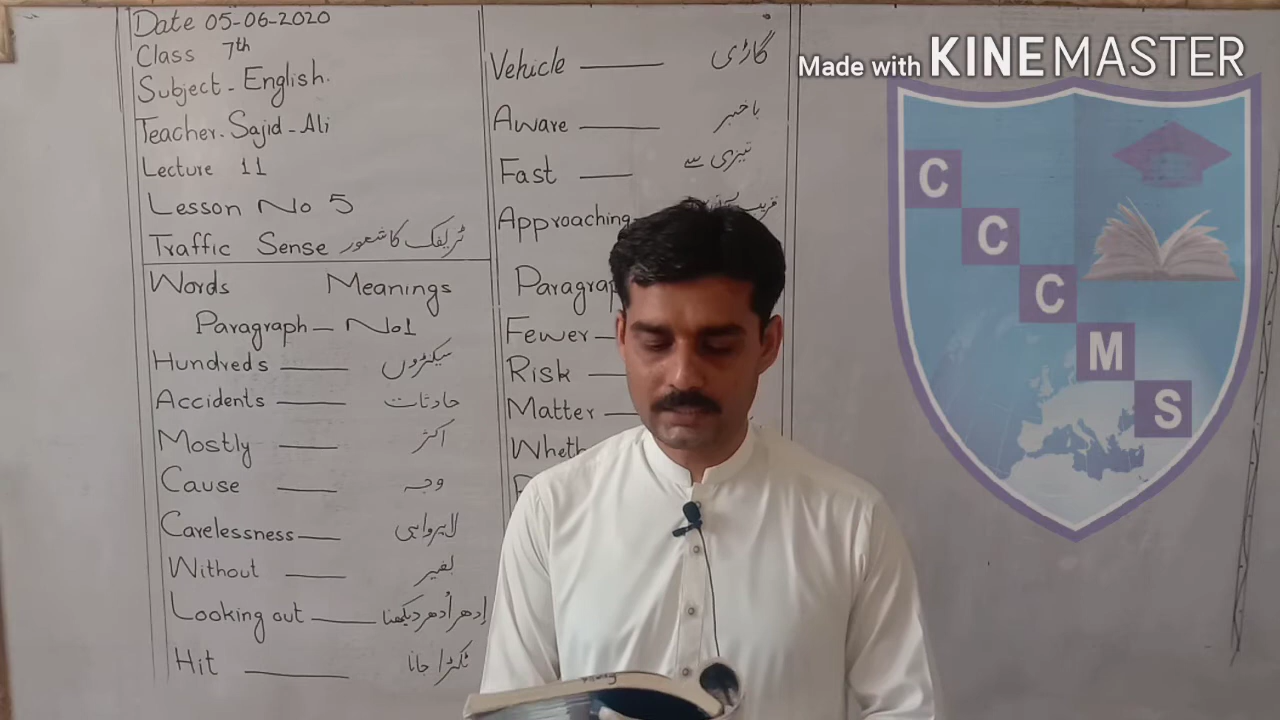 Date 05-06-2020
Class 7th
Subject - English.
Teacher. Sajid - Ali
Lecture 11
Lesson No 5
Traffic Sense ٹریفک کا شعور
Words Meanings
Paragraph - No1
Hundreds سیکڑوں
Accidents حادثات
Mostly اکثر
Cause وجہ
Carelessness لاپرواہی
Without بغیر
Looking out اِدھر اُدھر دیکھنا
Hit ٹکرا جانا
Vehicle گاڑی
Aware باخبر
Fast تیزی سے
Approaching قریب
Paragrap
Fewer
Risk
Matter
Wheth
Made with KINEMASTER
C
C
C
M
S